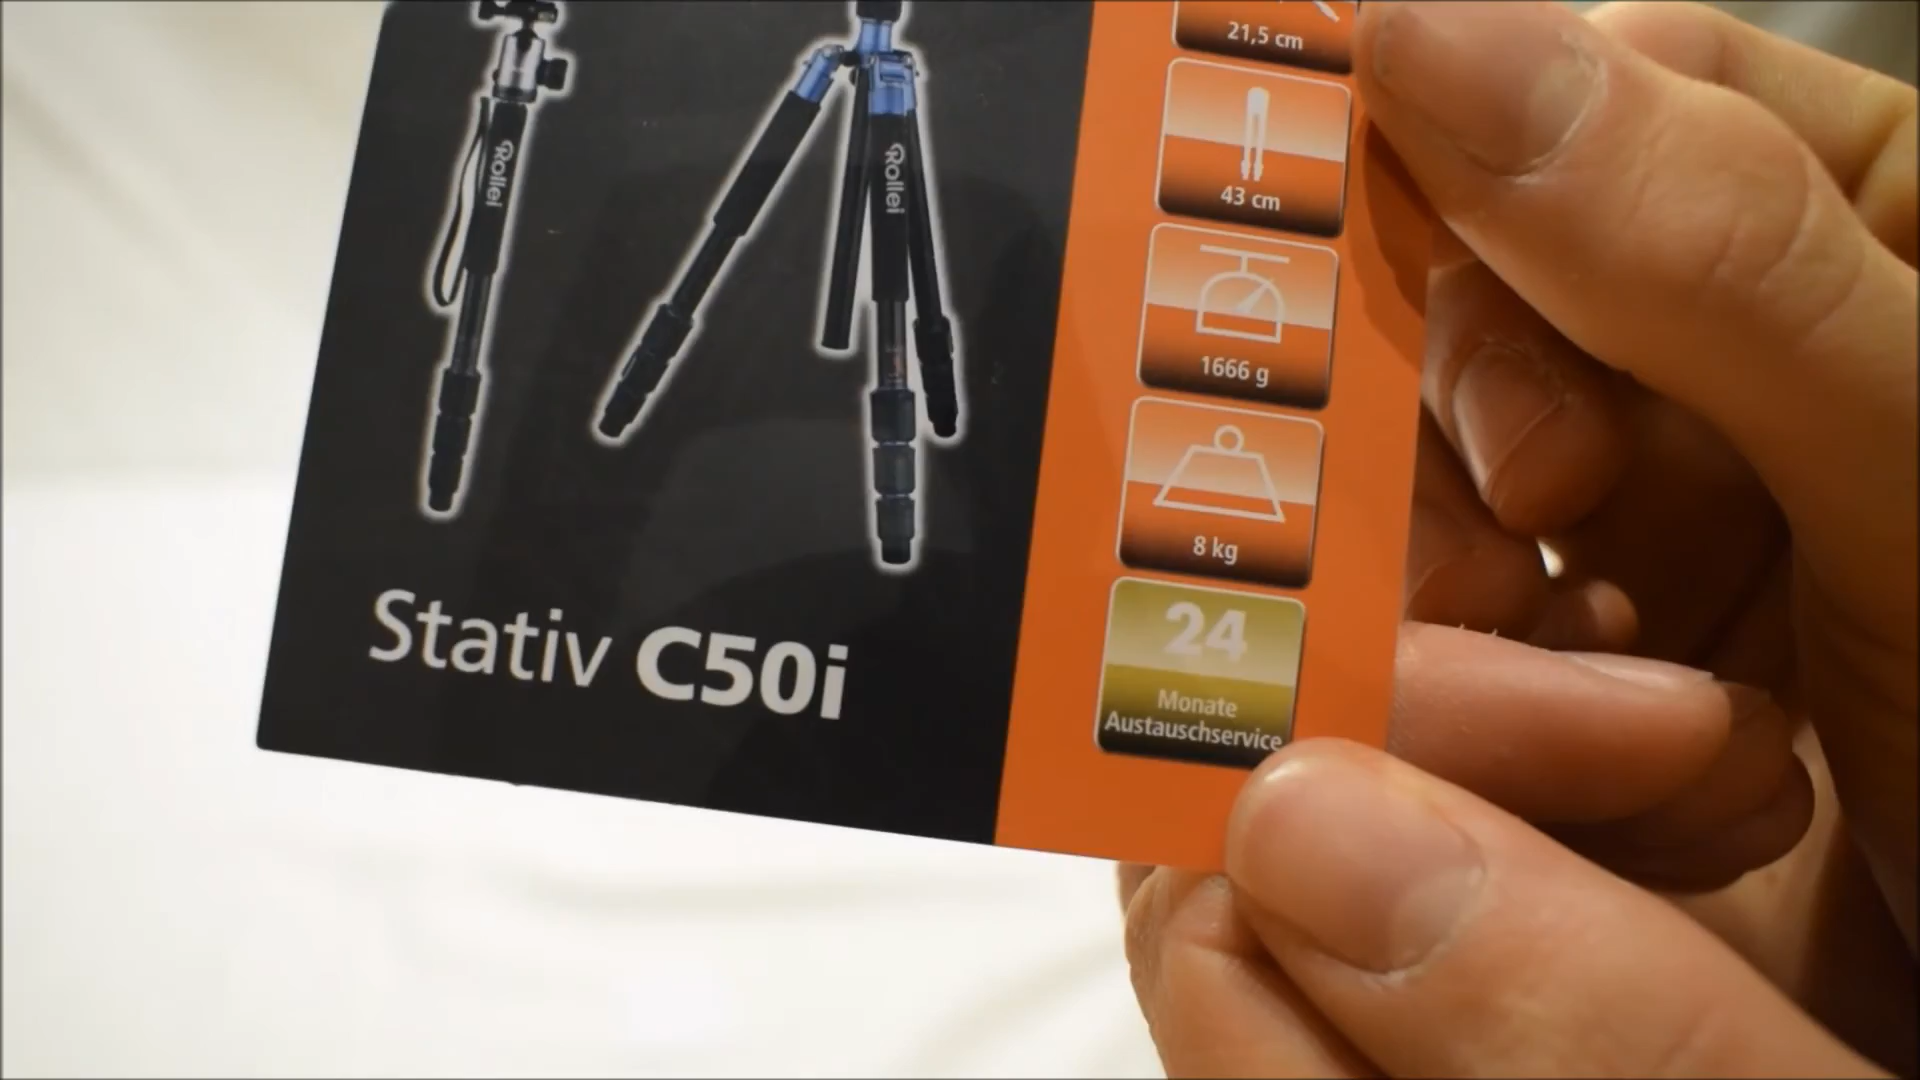 21,5 cm
Rollei
Rollei
43 cm
1666 g
8 kg
Stativ C50i
24
Monate
Austauschservice